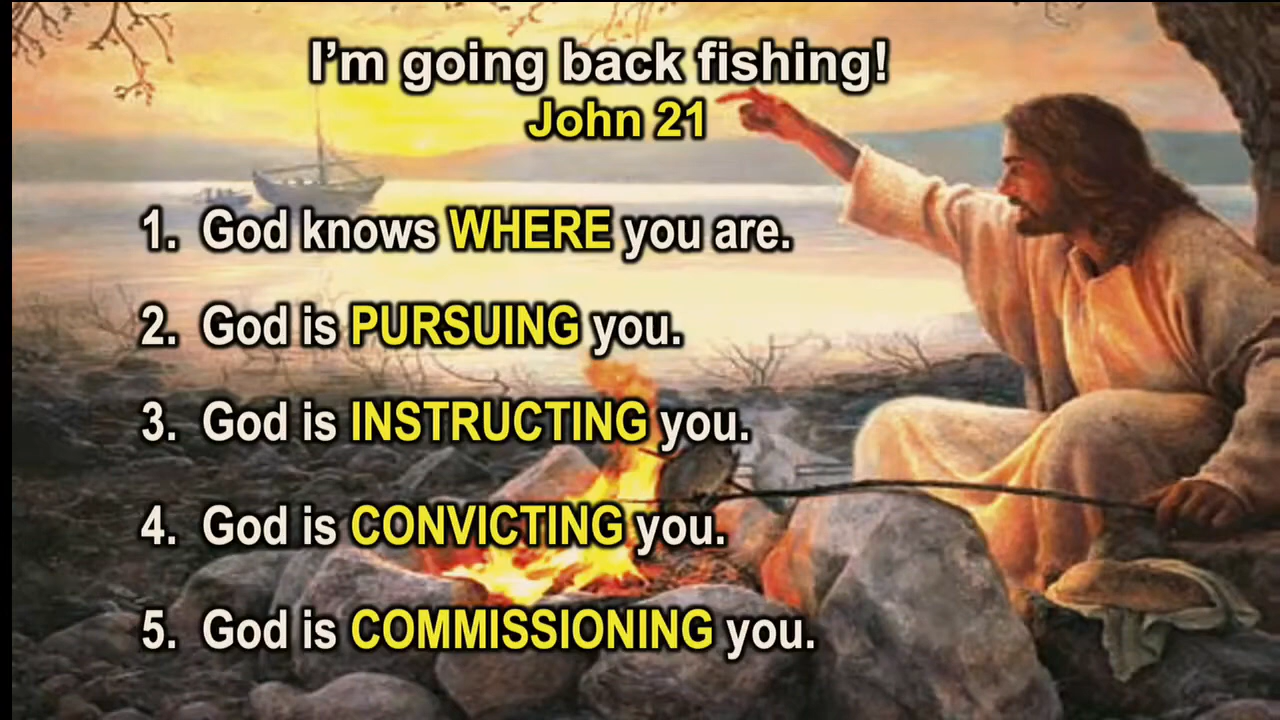 I'm going back fishing!
John 21
1. God knows WHERE you are.
2. God is PURSUING you.
3. God is INSTRUCTING you.
4. God is CONVICTING you.
5. God is COMMISSIONING you.